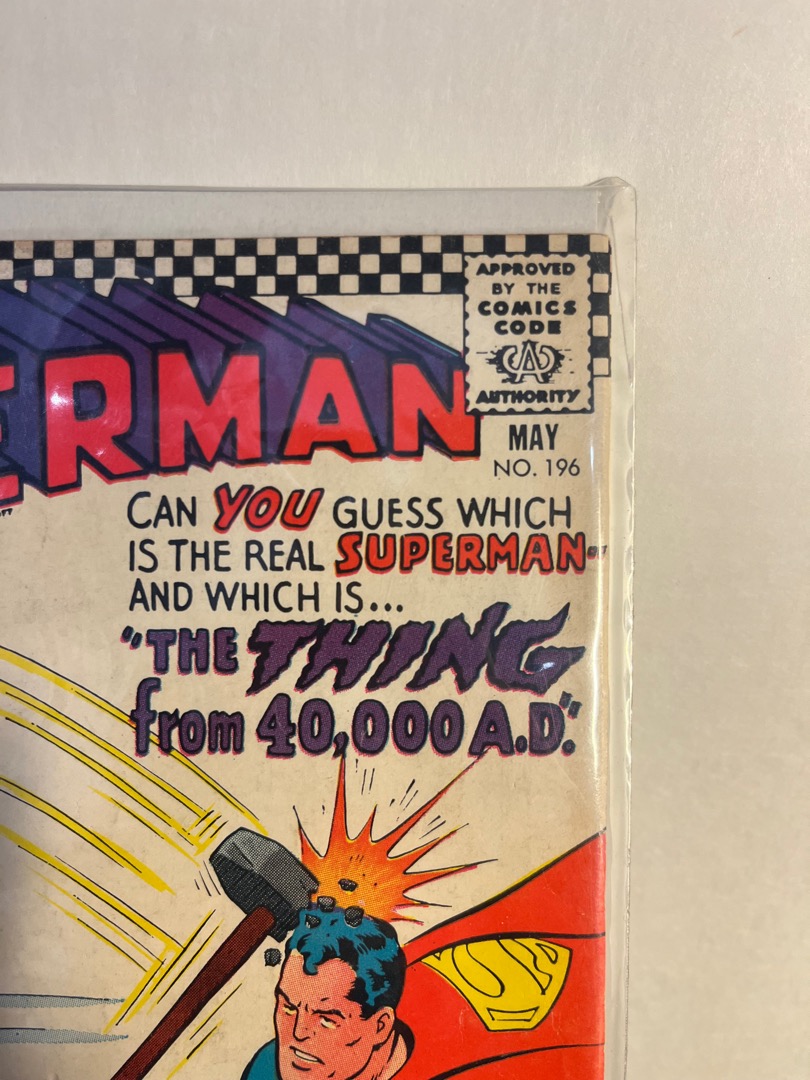 ERMAN
APPROVED
BY THE
COMICS
CODE
CA
AUTHORITY
MAY
NO. 196
CAN YOU GUESS WHICH
IS THE REAL SUPERMAN--
AND WHICH IS...
"THE THING
from 40,000 A.D."
S